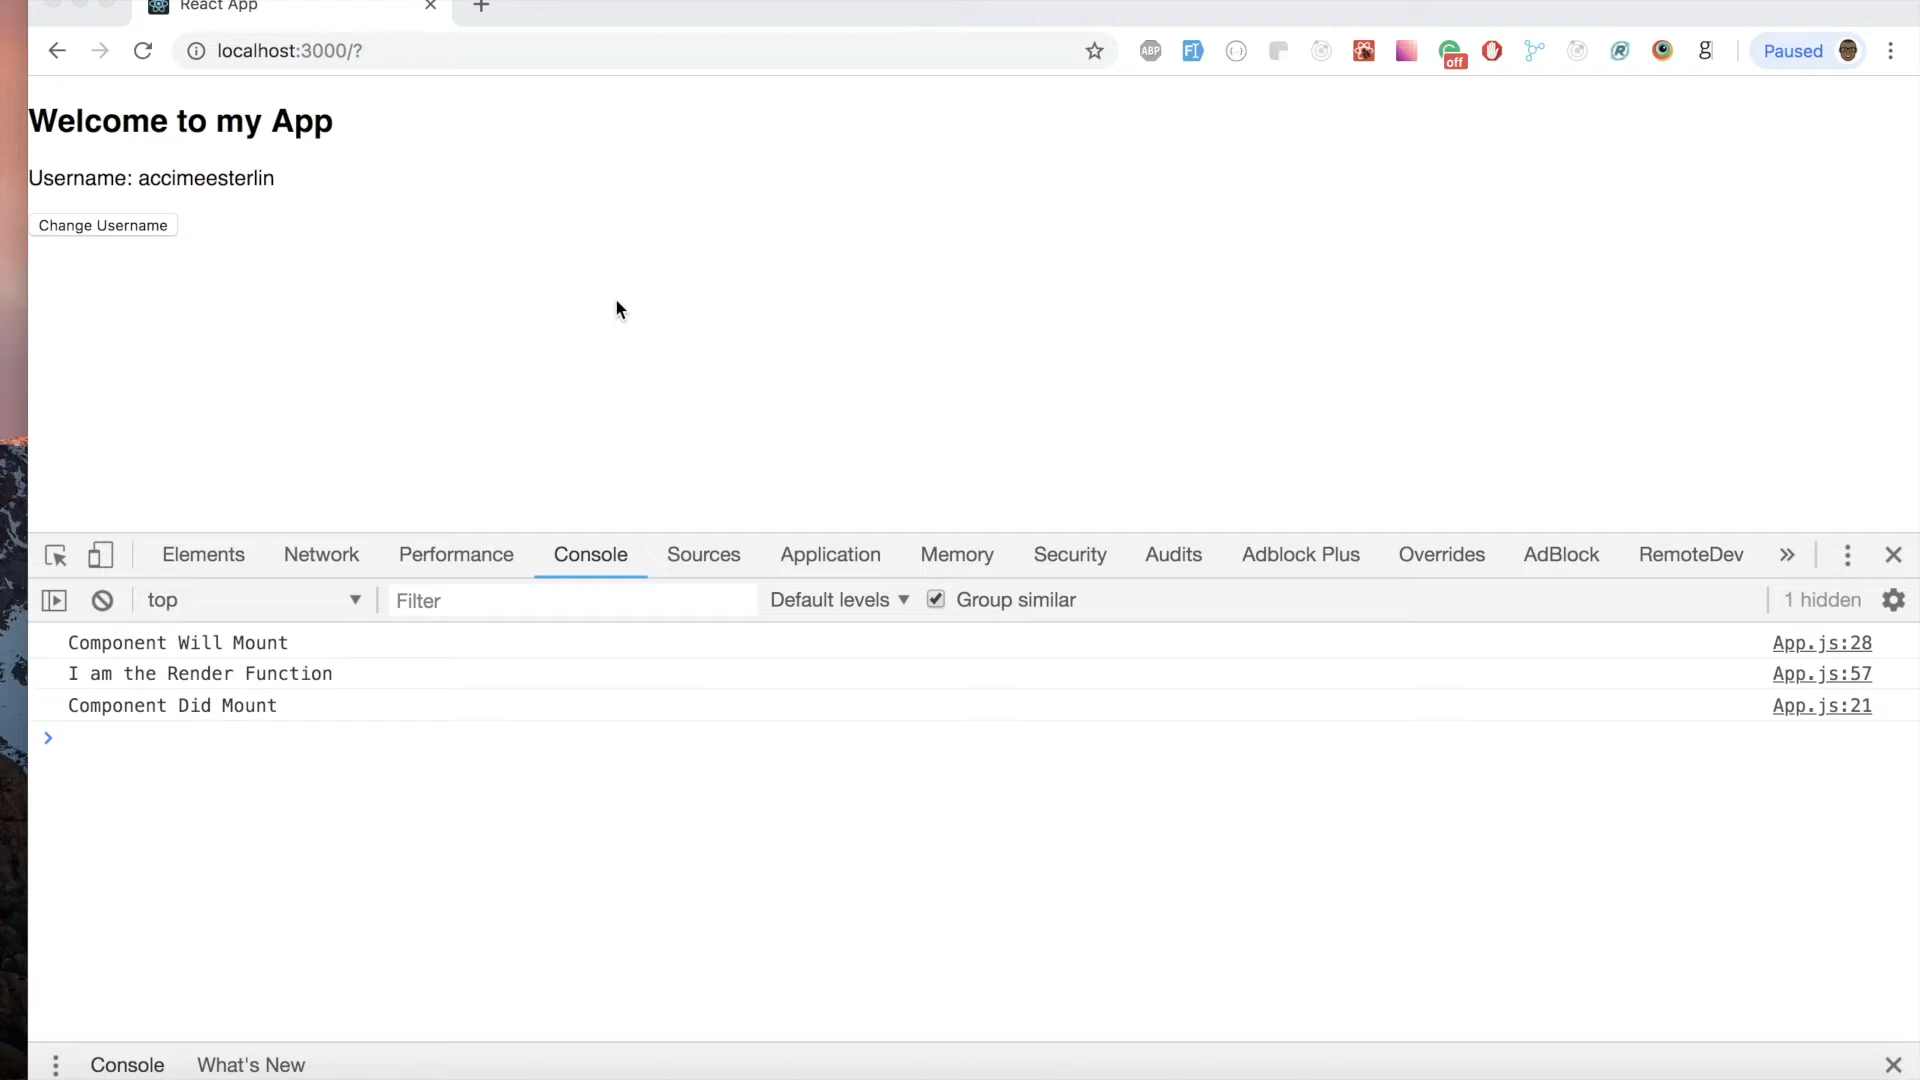 React App
localhost:3000/?
ABP
off
g
Paused
Welcome to my App
Username: accimeesterlin
Change Username
Elements Network Performance Console Sources Application Memory Security Audits Adblock Plus Overrides AdBlock RemoteDev
top Filter Default levels Group similar 1 hidden
Component Will Mount App.js:28
I am the Render Function App.js:57
Component Did Mount App.js:21
Console What's New